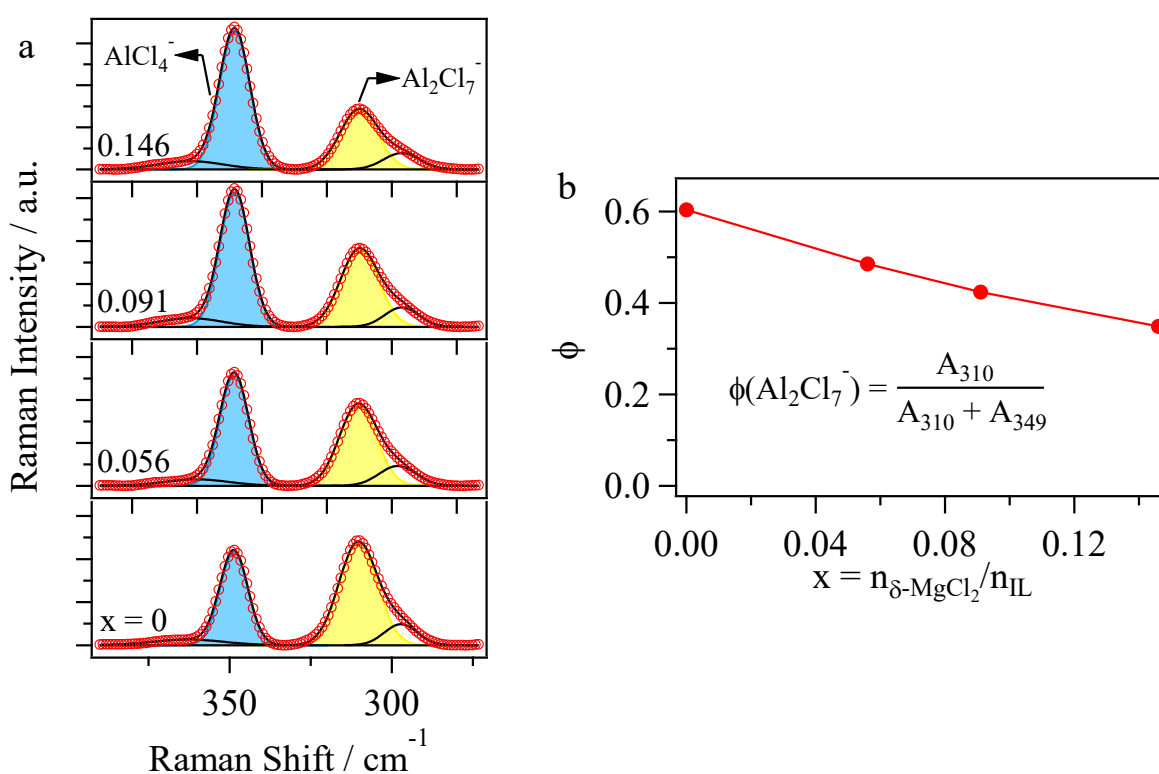 a
AlCl₄⁻
Al₂Cl₇⁻
0.146
0.091
0.056
x = 0
Raman Intensity / a.u.
350
300
Raman Shift / cm⁻¹
b
0.6
0.4
0.2
0.0
ϕ
ϕ(Al₂Cl₇⁻) = A₃₁₀ / (A₃₁₀ + A₃₄₉)
0.00
0.04
0.08
0.12
x = n_δ-MgCl₂/n_IL